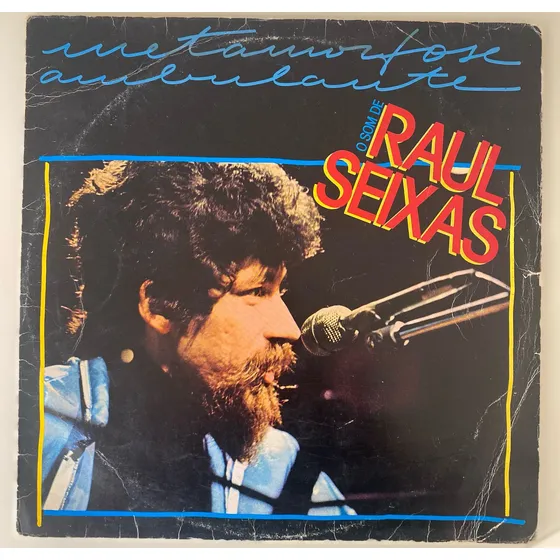 metamorfose
ambulante
O SOM DE
RAUL
SEIXAS